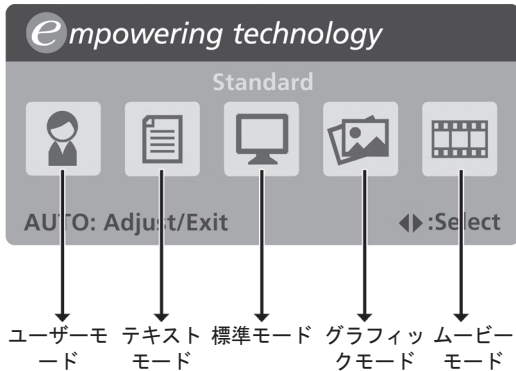 empowering technology
Standard
AUTO: Adjust/Exit
:Select
ユーザーモ
ード
テキスト
モード
標準モード
グラフィッ
クモード
ムービー
モード